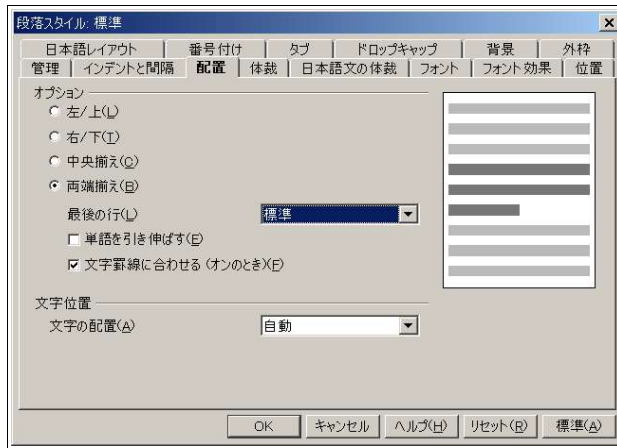 段落スタイル: 標準
日本語レイアウト 番号付け タブ ドロップキャップ 背景 外枠
管理 インデントと間隔 配置 体裁 日本語文の体裁 フォント フォント効果 位置
オプション
左/上(L)
右/下(T)
中央揃え(C)
両端揃え(B)
最後の行(L) 標準
単語を引き伸ばす(E)
文字罫線に合わせる (オンのとき)(F)
文字位置
文字の配置(A) 自動
OK キャンセル ヘルプ(H) リセット(R) 標準(A)